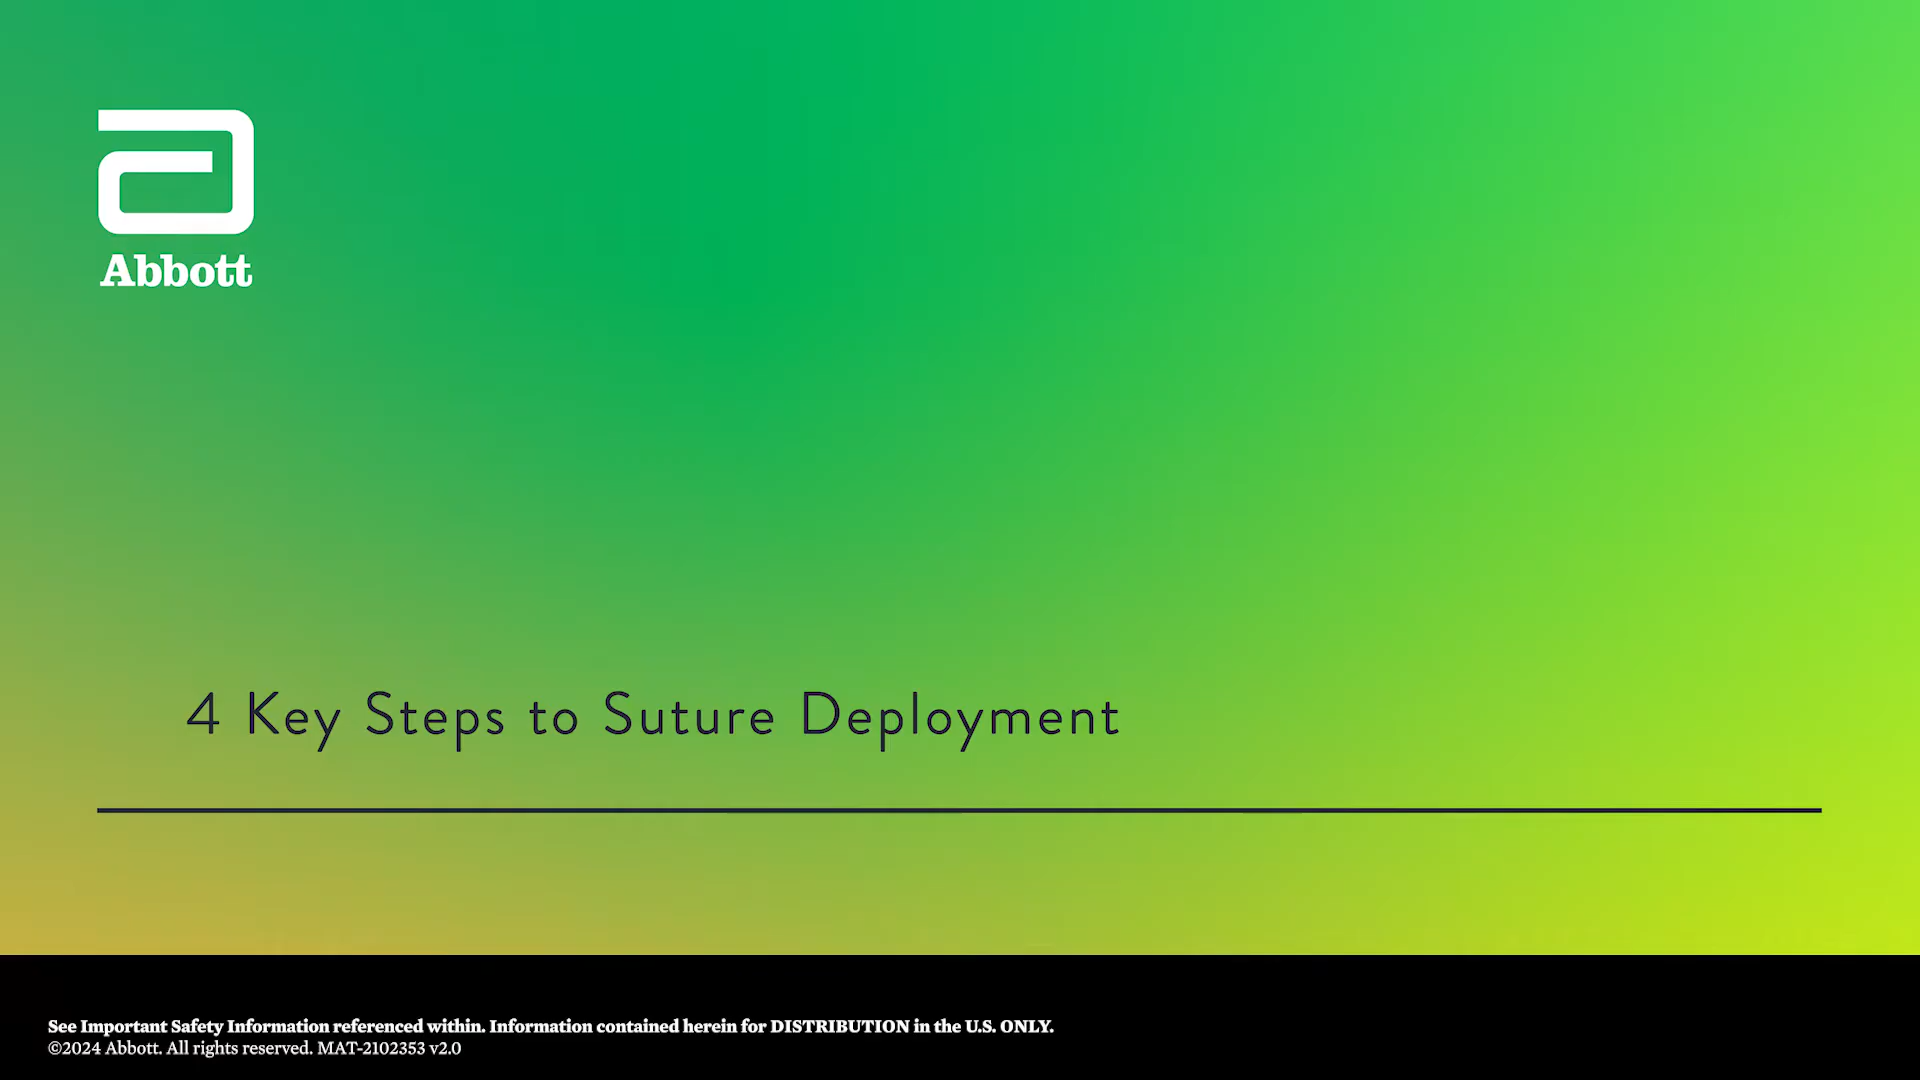 Abbott
4 Key Steps to Suture Deployment
See Important Safety Information referenced within. Information contained herein for DISTRIBUTION in the U.S. ONLY.
©2024 Abbott. All rights reserved. MAT-2102353 v2.0